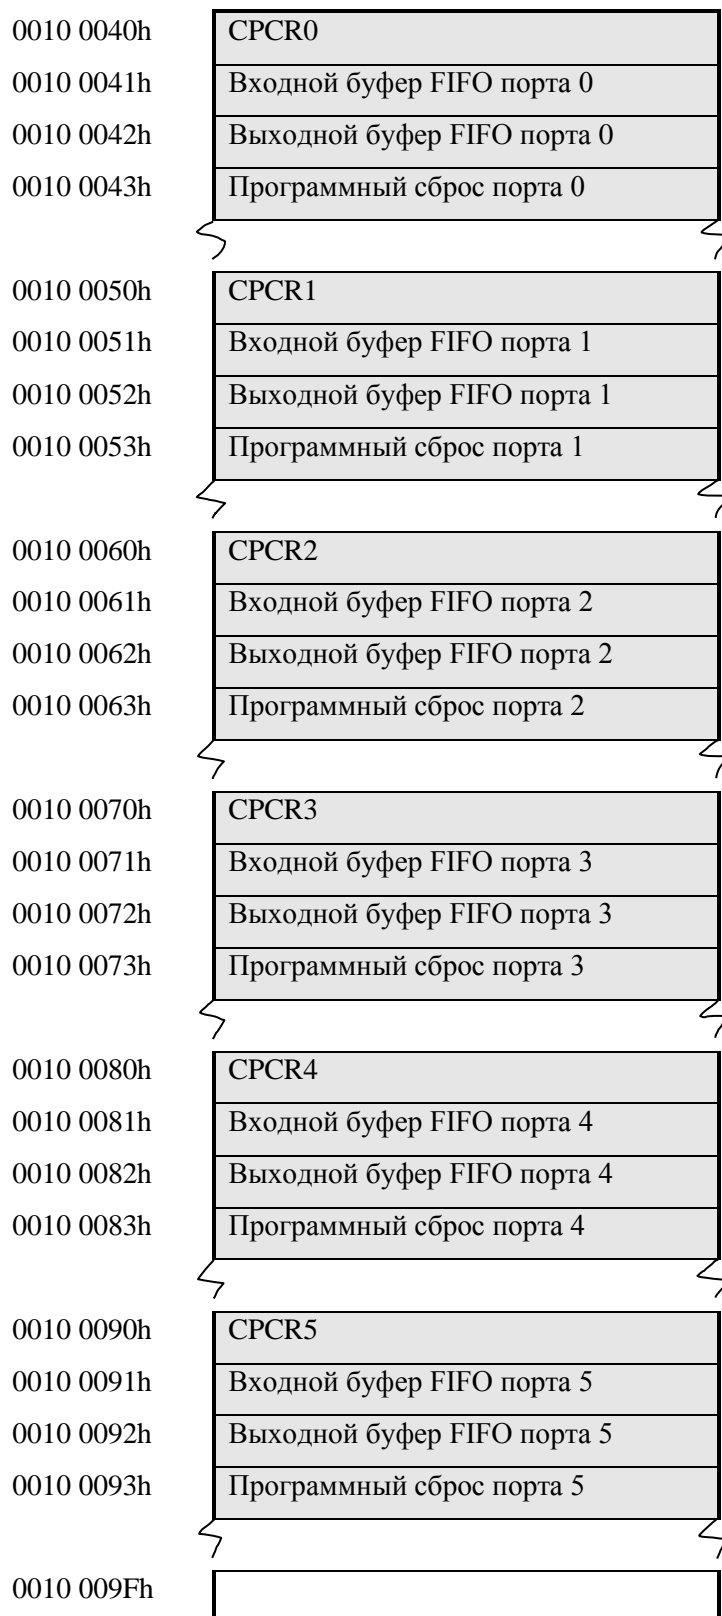 0010 0040h CPCR0
0010 0041h Входной буфер FIFO порта 0
0010 0042h Выходной буфер FIFO порта 0
0010 0043h Программный сброс порта 0
0010 0050h CPCR1
0010 0051h Входной буфер FIFO порта 1
0010 0052h Выходной буфер FIFO порта 1
0010 0053h Программный сброс порта 1
0010 0060h CPCR2
0010 0061h Входной буфер FIFO порта 2
0010 0062h Выходной буфер FIFO порта 2
0010 0063h Программный сброс порта 2
0010 0070h CPCR3
0010 0071h Входной буфер FIFO порта 3
0010 0072h Выходной буфер FIFO порта 3
0010 0073h Программный сброс порта 3
0010 0080h CPCR4
0010 0081h Входной буфер FIFO порта 4
0010 0082h Выходной буфер FIFO порта 4
0010 0083h Программный сброс порта 4
0010 0090h CPCR5
0010 0091h Входной буфер FIFO порта 5
0010 0092h Выходной буфер FIFO порта 5
0010 0093h Программный сброс порта 5
0010 009Fh